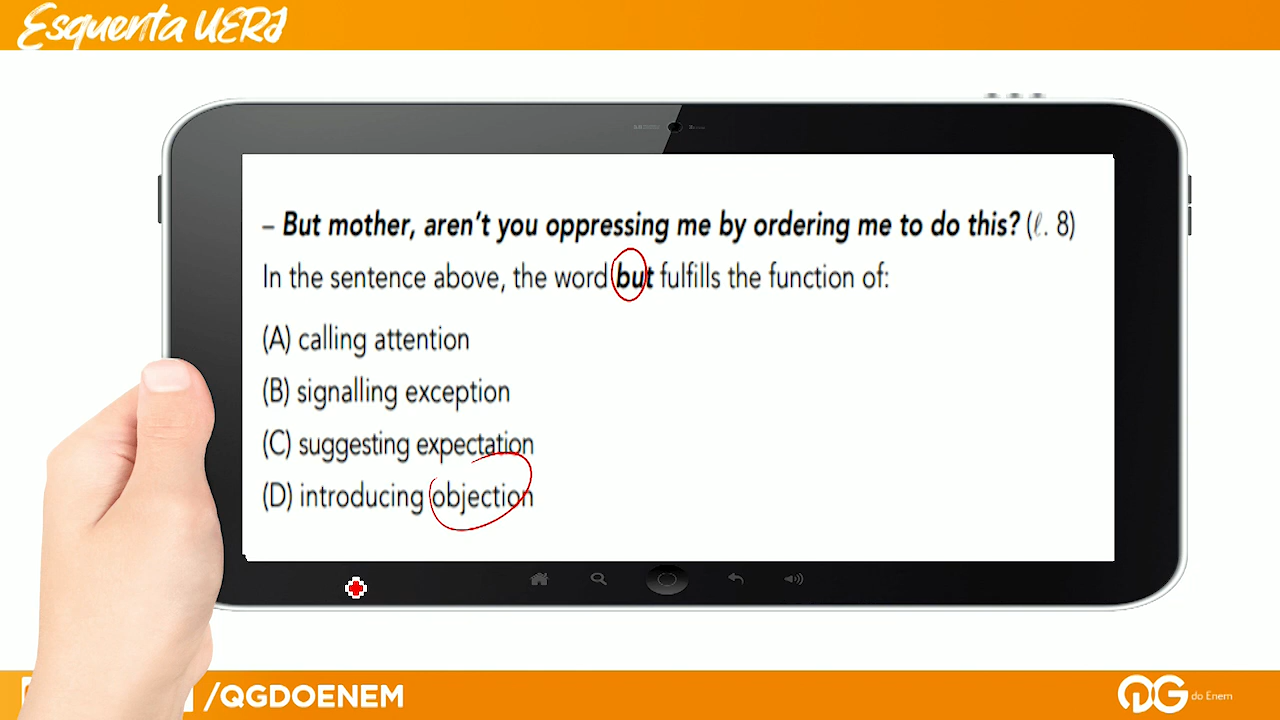 Esquenta UERJ
– But mother, aren't you oppressing me by ordering me to do this? (ℓ. 8)
In the sentence above, the word but fulfills the function of:
(A) calling attention
(B) signalling exception
(C) suggesting expectation
(D) introducing objection
/QGDOENEM
QG do Enem